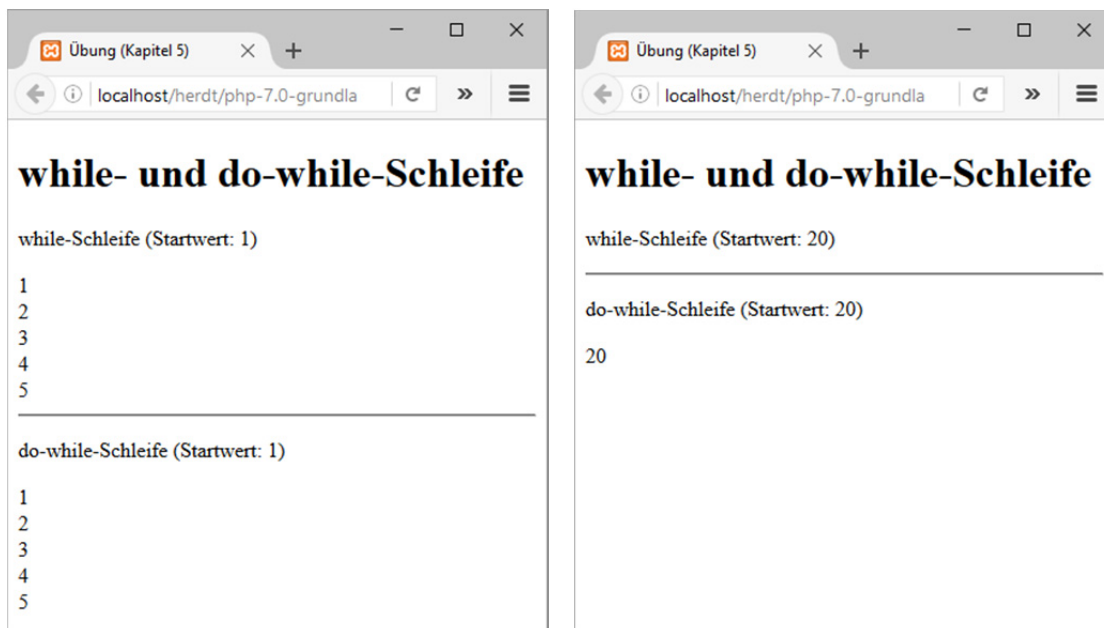 Übung (Kapitel 5)
localhost/herdt/php-7.0-grundla
while- und do-while-Schleife
while-Schleife (Startwert: 1)
1
2
3
4
5
do-while-Schleife (Startwert: 1)
1
2
3
4
5
Übung (Kapitel 5)
localhost/herdt/php-7.0-grundla
while- und do-while-Schleife
while-Schleife (Startwert: 20)
do-while-Schleife (Startwert: 20)
20